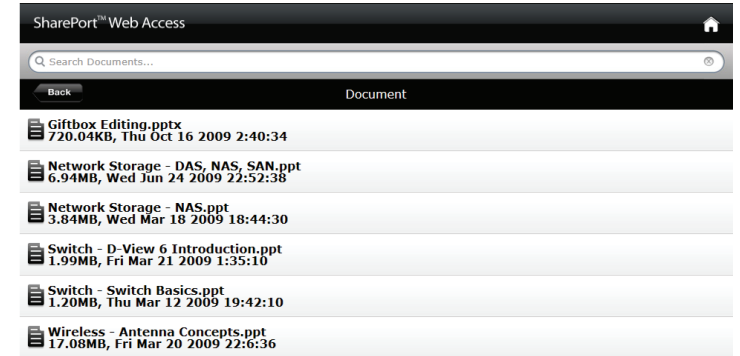 SharePort™ Web Access
Search Documents...
Back
Document
Giftbox Editing.pptx
720.04KB, Thu Oct 16 2009 2:40:34
Network Storage - DAS, NAS, SAN.ppt
6.94MB, Wed Jun 24 2009 22:52:38
Network Storage - NAS.ppt
3.84MB, Wed Mar 18 2009 18:44:30
Switch - D-View 6 Introduction.ppt
1.99MB, Fri Mar 21 2009 1:35:10
Switch - Switch Basics.ppt
1.20MB, Thu Mar 12 2009 19:42:10
Wireless - Antenna Concepts.ppt
17.08MB, Fri Mar 20 2009 22:6:36